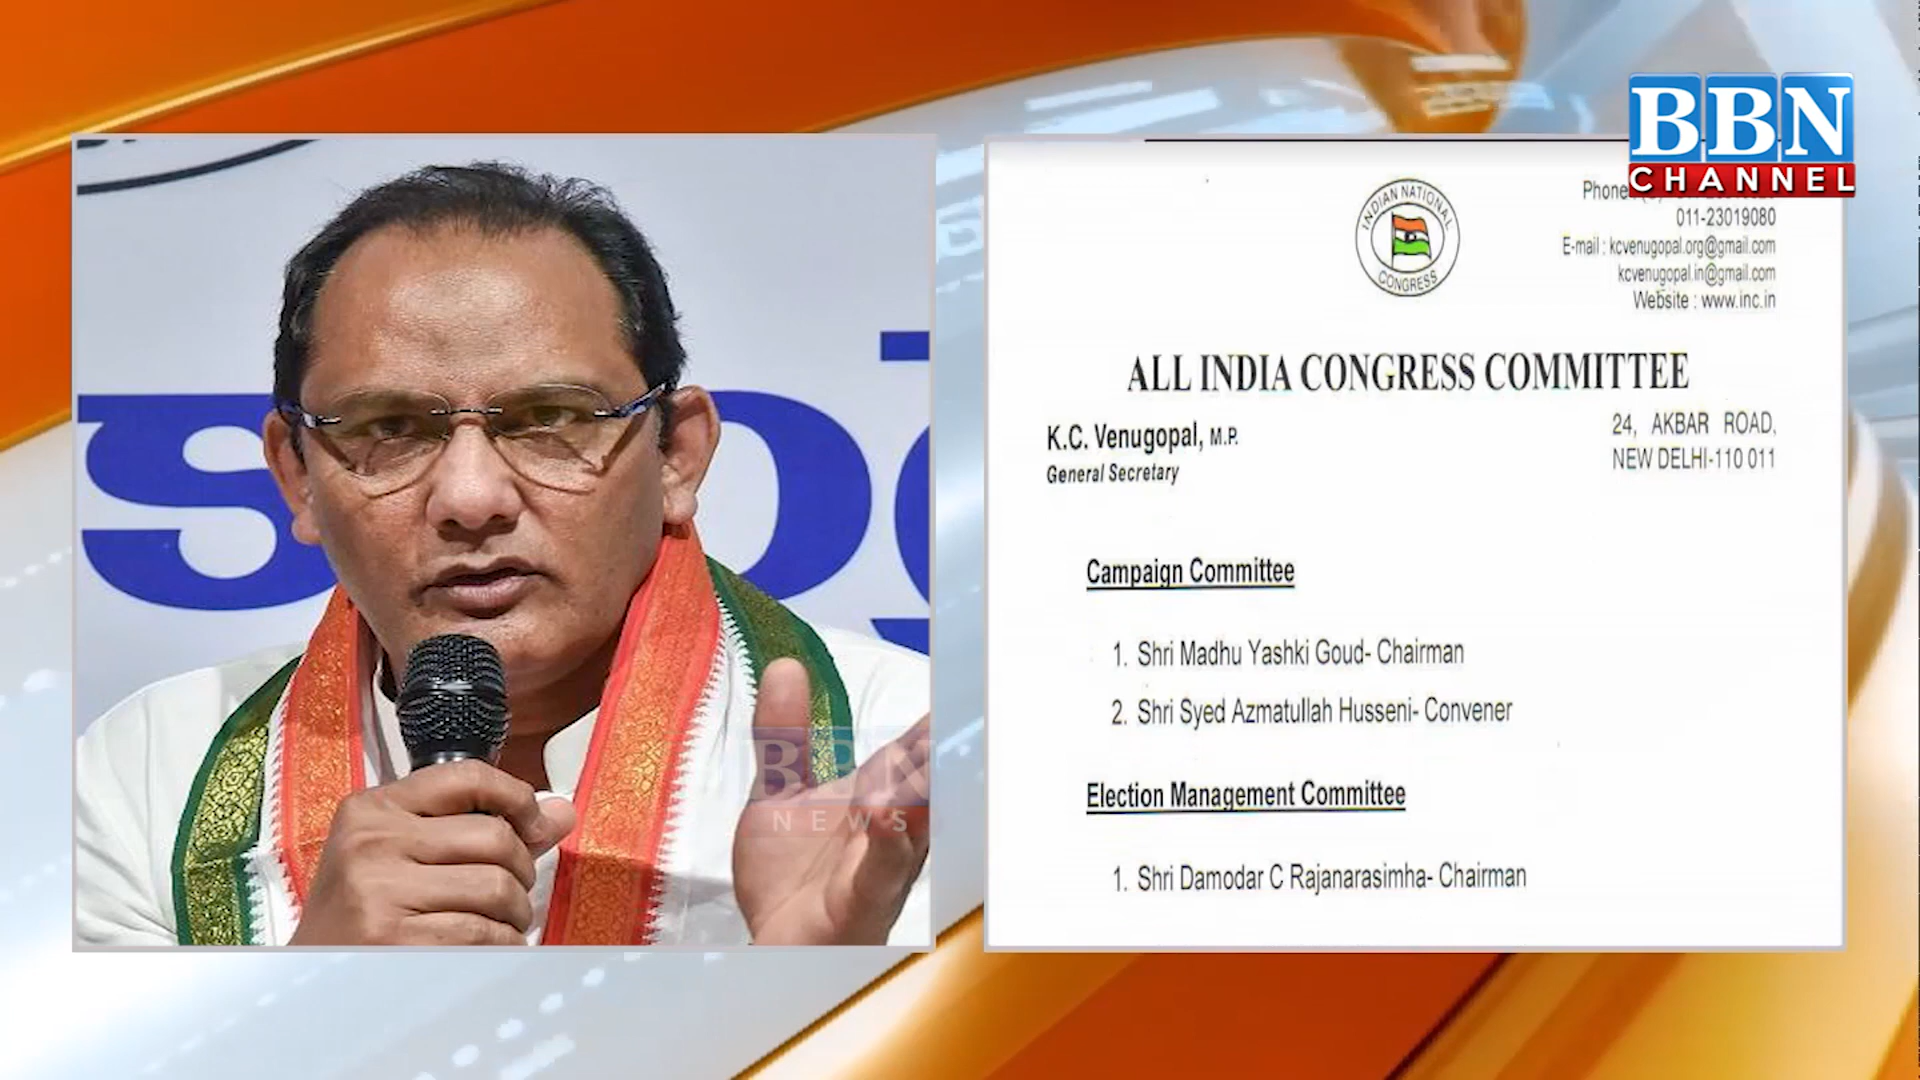 BBN
CHANNEL
INDIAN NATIONAL
CONGRESS
Phone
011-23019080
E-mail : kcvenugopal.org@gmail.com
kcvenugopal.in@gmail.com
Website : www.inc.in
ALL INDIA CONGRESS COMMITTEE
K.C. Venugopal, M.P.
General Secretary
24, AKBAR ROAD,
NEW DELHI-110 011
Campaign Committee
1. Shri Madhu Yashki Goud- Chairman
2. Shri Syed Azmatullah Husseni- Convener
Election Management Committee
1. Shri Damodar C Rajanarasimha- Chairman
BBN
NEWS